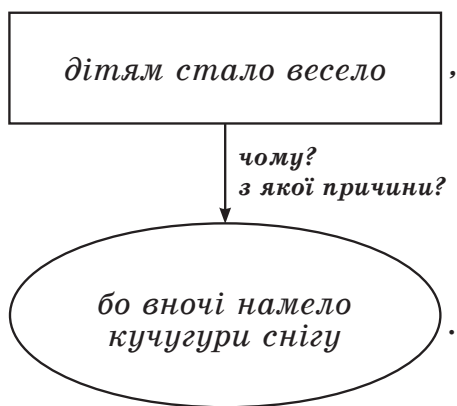 дітям стало весело ,
чому?
з якої причини?
бо вночі намело
кучугури снігу .